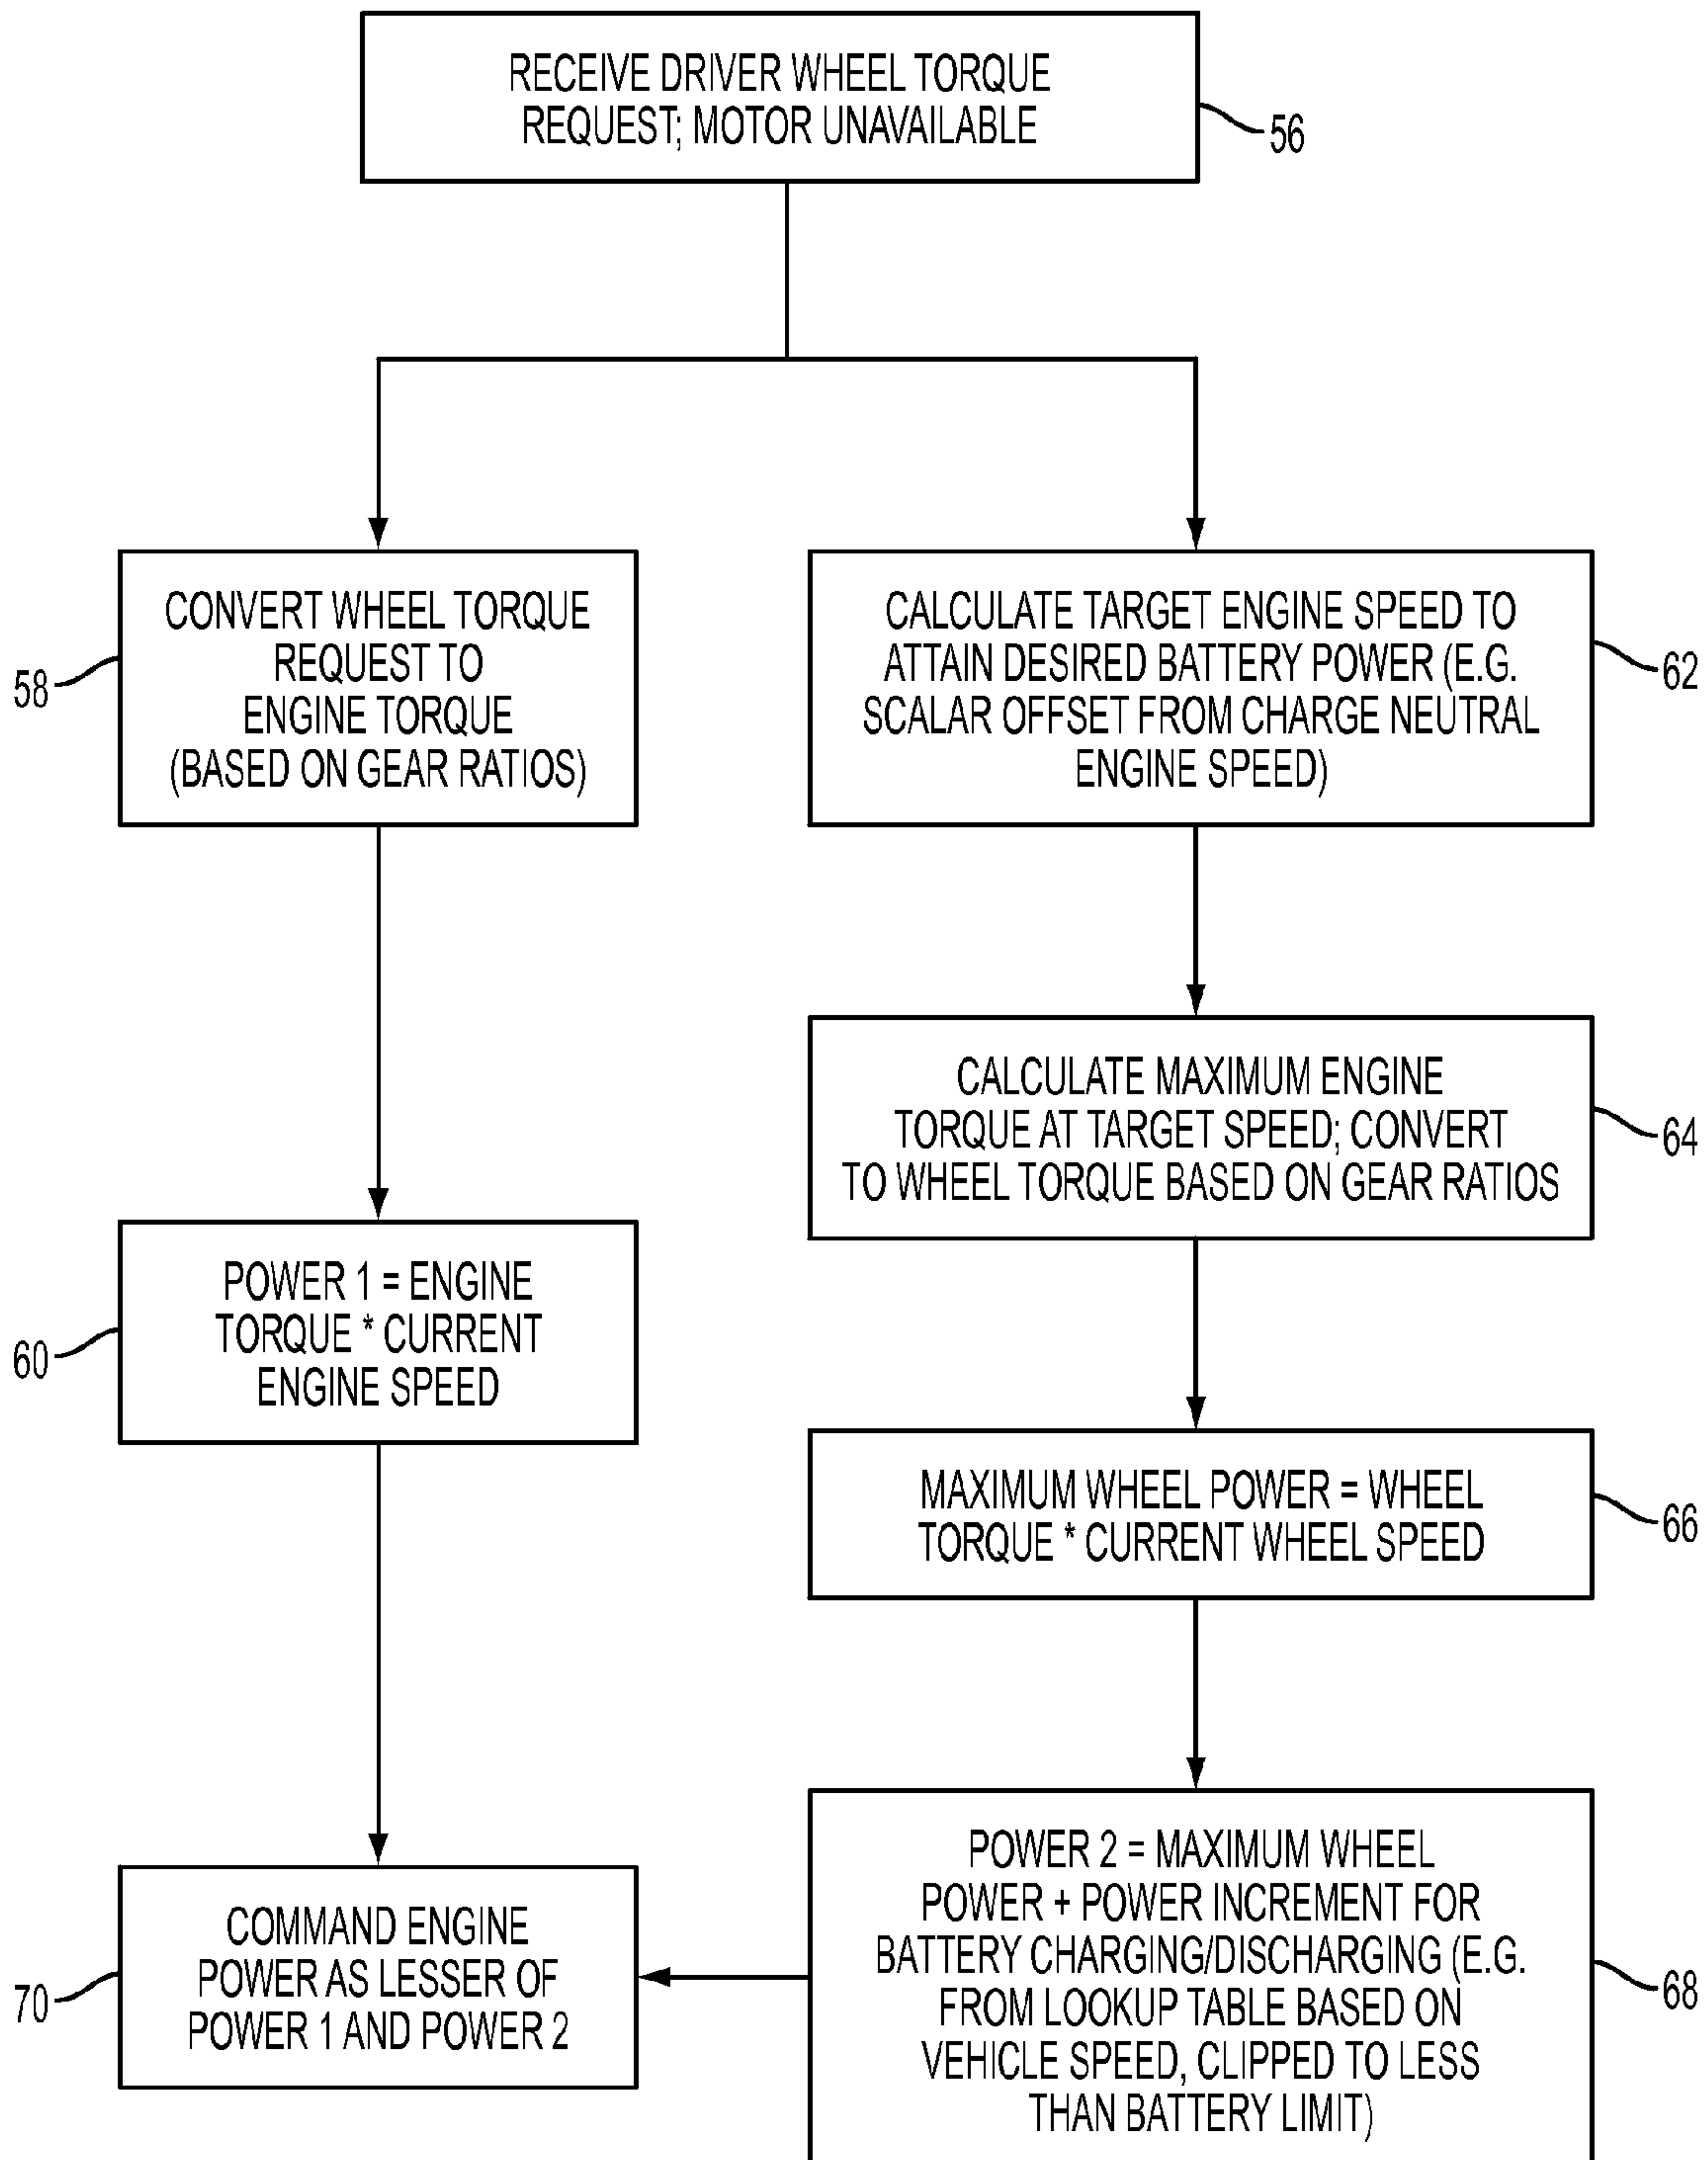 RECEIVE DRIVER WHEEL TORQUE
REQUEST; MOTOR UNAVAILABLE
56
CONVERT WHEEL TORQUE
REQUEST TO
ENGINE TORQUE
(BASED ON GEAR RATIOS)
58
CALCULATE TARGET ENGINE SPEED TO
ATTAIN DESIRED BATTERY POWER (E.G.
SCALAR OFFSET FROM CHARGE NEUTRAL
ENGINE SPEED)
62
CALCULATE MAXIMUM ENGINE
TORQUE AT TARGET SPEED; CONVERT
TO WHEEL TORQUE BASED ON GEAR RATIOS
64
POWER 1 = ENGINE
TORQUE * CURRENT
ENGINE SPEED
60
MAXIMUM WHEEL POWER = WHEEL
TORQUE * CURRENT WHEEL SPEED
66
POWER 2 = MAXIMUM WHEEL
POWER + POWER INCREMENT FOR
BATTERY CHARGING/DISCHARGING (E.G.
FROM LOOKUP TABLE BASED ON
VEHICLE SPEED, CLIPPED TO LESS
THAN BATTERY LIMIT)
68
COMMAND ENGINE
POWER AS LESSER OF
POWER 1 AND POWER 2
70